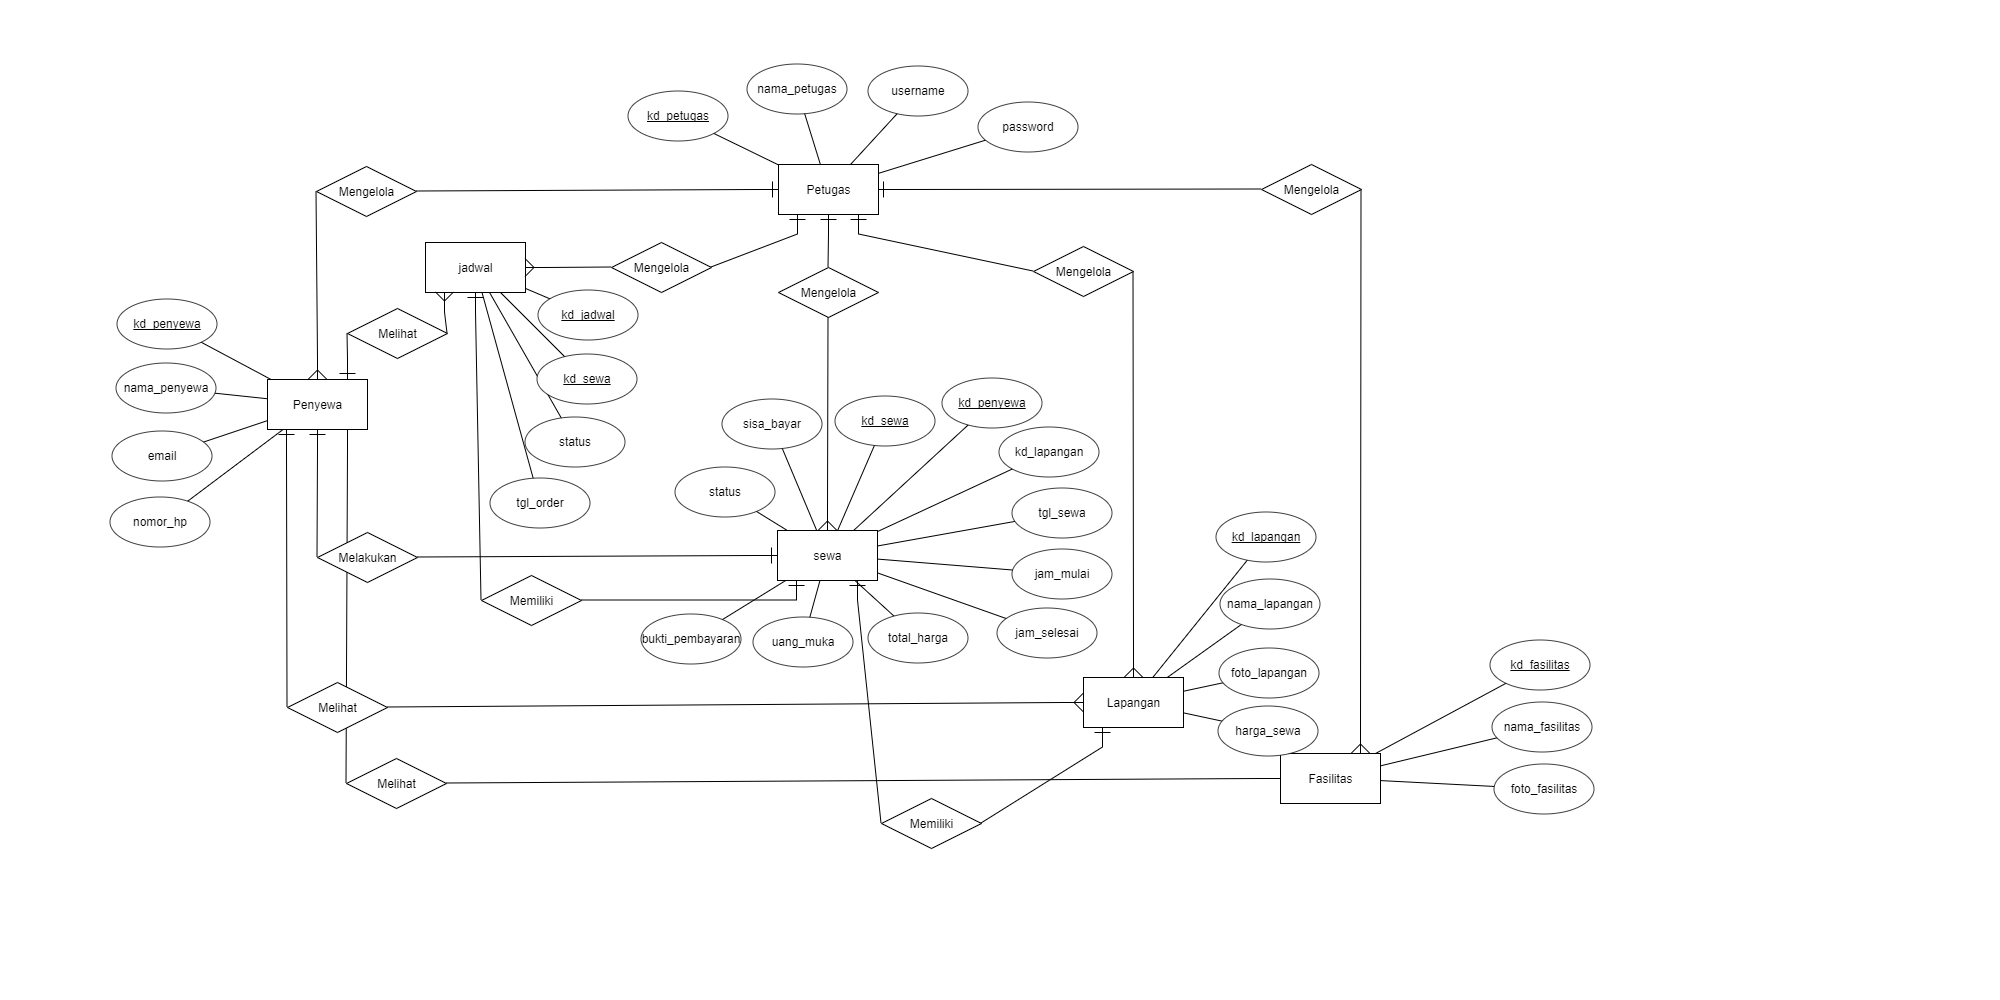 nama_petugas
username
kd_petugas
password
Mengelola
Petugas
Mengelola
jadwal
Mengelola
Mengelola
Mengelola
kd_jadwal
kd_penyewa
Melihat
kd_sewa
nama_penyewa
Penyewa
kd_penyewa
sisa_bayar
kd_sewa
status
kd_lapangan
email
status
tgl_order
tgl_sewa
nomor_hp
kd_lapangan
Melakukan
sewa
jam_mulai
Memiliki
nama_lapangan
bukti_pembayaran
uang_muka
total_harga
jam_selesai
foto_lapangan
kd_fasilitas
Melihat
Lapangan
harga_sewa
nama_fasilitas
Melihat
Fasilitas
foto_fasilitas
Memiliki